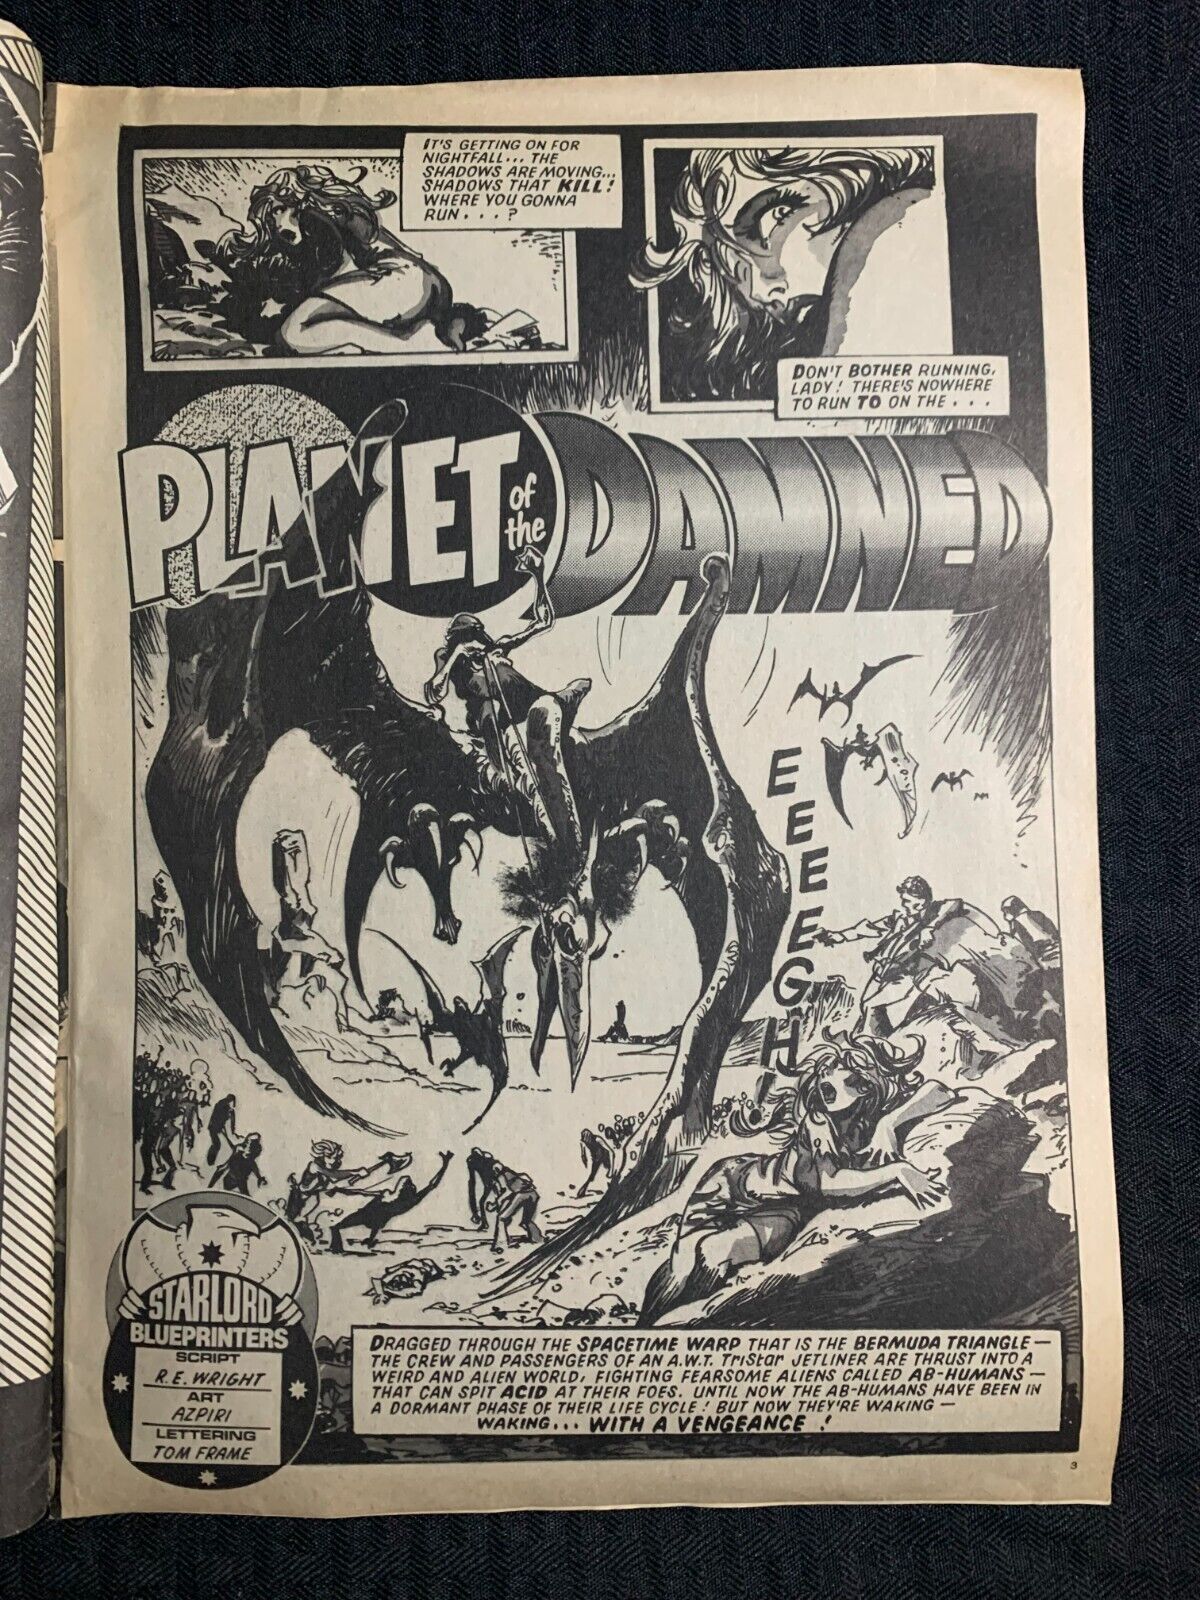 IT'S GETTING ON FOR
NIGHTFALL... THE
SHADOWS ARE MOVING...
SHADOWS THAT KILL!
WHERE YOU GONNA
RUN . . . ?
DON'T BOTHER RUNNING,
LADY! THERE'S NOWHERE
TO RUN TO ON THE . . .
PLANET of the DAMNED
EEEEEGH!
STARLORD
BLUEPRINTERS
SCRIPT
R.E. WRIGHT
ART
AZPIRI
LETTERING
TOM FRAME
DRAGGED THROUGH THE SPACETIME WARP THAT IS THE BERMUDA TRIANGLE —
THE CREW AND PASSENGERS OF AN A.W.T. TriStar JETLINER ARE THRUST INTO A
WEIRD AND ALIEN WORLD, FIGHTING FEARSOME ALIENS CALLED AB-HUMANS —
THAT CAN SPIT ACID AT THEIR FOES. UNTIL NOW THE AB-HUMANS HAVE BEEN IN
A DORMANT PHASE OF THEIR LIFE CYCLE! BUT NOW THEY'RE WAKING —
WAKING... WITH A VENGEANCE!
3